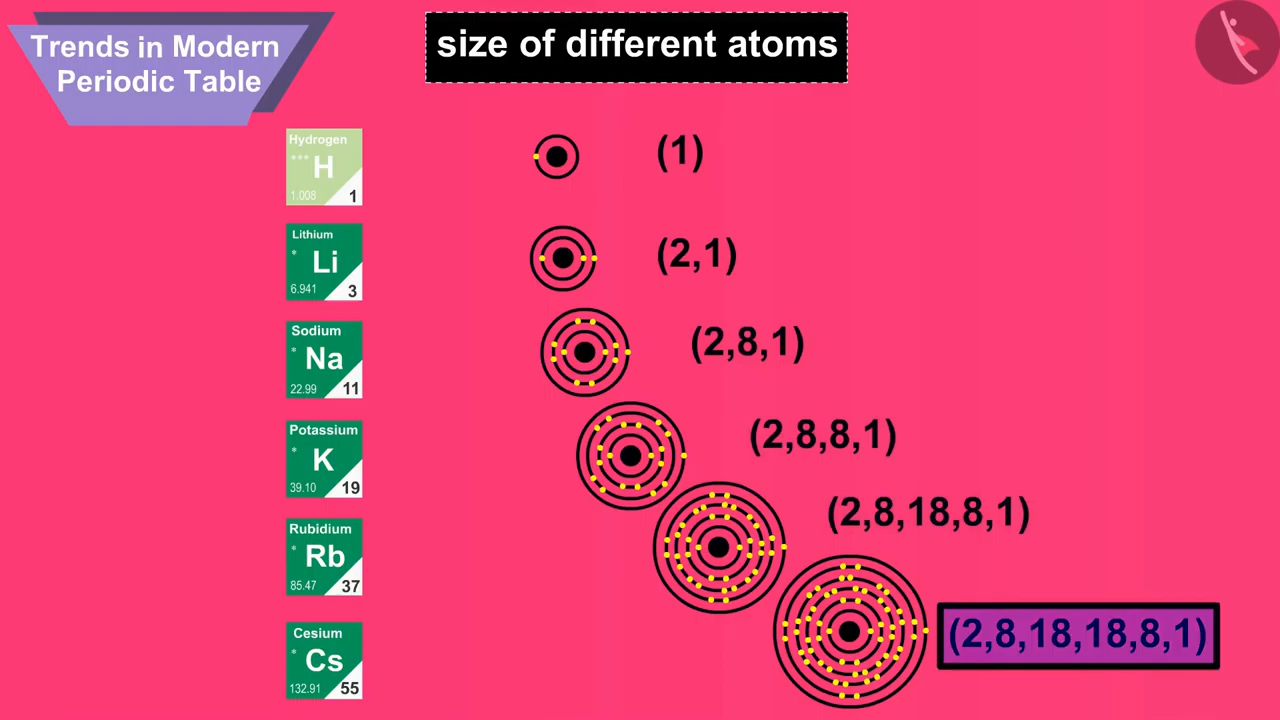 Trends in Modern
Periodic Table
size of different atoms
Hydrogen
*** H
1.008 1
(1)
Lithium
* Li
6.941 3
(2,1)
Sodium
* Na
22.99 11
(2,8,1)
Potassium
* K
39.10 19
(2,8,8,1)
Rubidium
* Rb
85.47 37
(2,8,18,8,1)
Cesium
* Cs
132.91 55
(2,8,18,18,8,1)